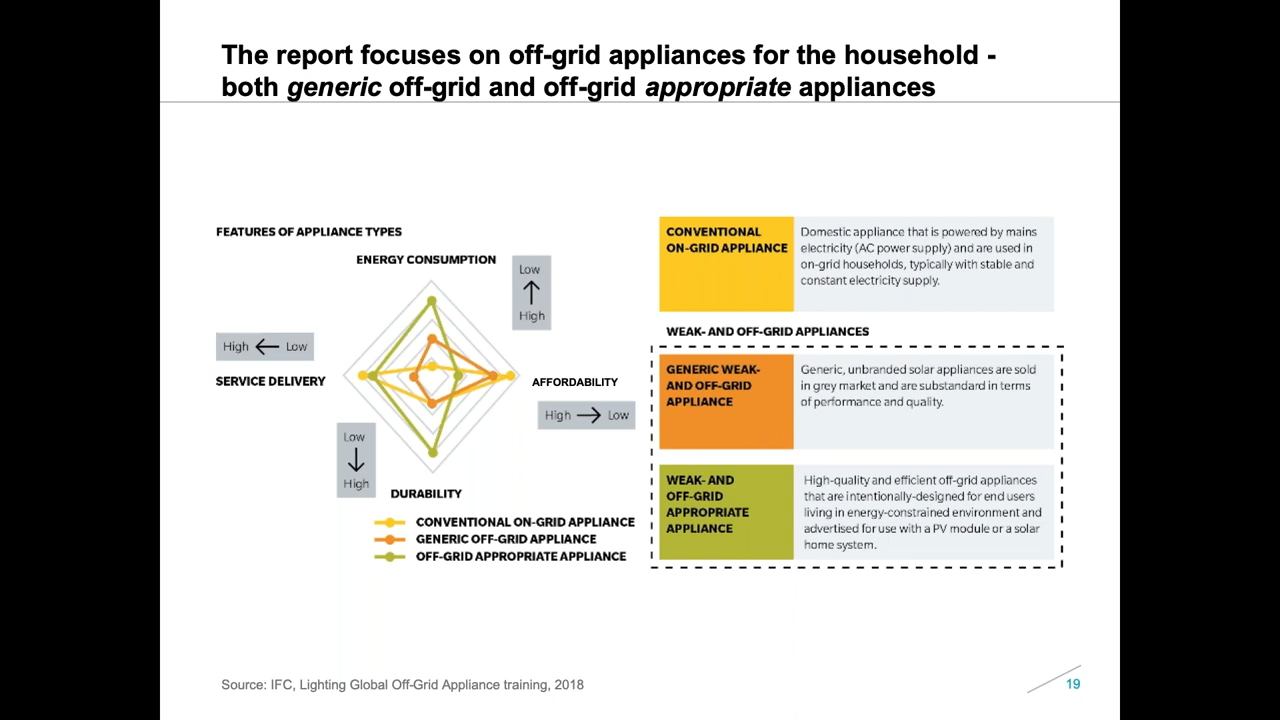 The report focuses on off-grid appliances for the household -
both generic off-grid and off-grid appropriate appliances
FEATURES OF APPLIANCE TYPES
ENERGY CONSUMPTION
Low
High
High Low
SERVICE DELIVERY
AFFORDABILITY
High Low
Low
High
DURABILITY
CONVENTIONAL ON-GRID APPLIANCE
GENERIC OFF-GRID APPLIANCE
OFF-GRID APPROPRIATE APPLIANCE
CONVENTIONAL
ON-GRID APPLIANCE
Domestic appliance that is powered by mains
electricity (AC power supply) and are used in
on-grid households, typically with stable and
constant electricity supply.
WEAK- AND OFF-GRID APPLIANCES
GENERIC WEAK-
AND OFF-GRID
APPLIANCE
Generic, unbranded solar appliances are sold
in grey market and are substandard in terms
of performance and quality.
WEAK- AND
OFF-GRID
APPROPRIATE
APPLIANCE
High-quality and efficient off-grid appliances
that are intentionally-designed for end users
living in energy-constrained environment and
advertised for use with a PV module or a solar
home system.
Source: IFC, Lighting Global Off-Grid Appliance training, 2018
19